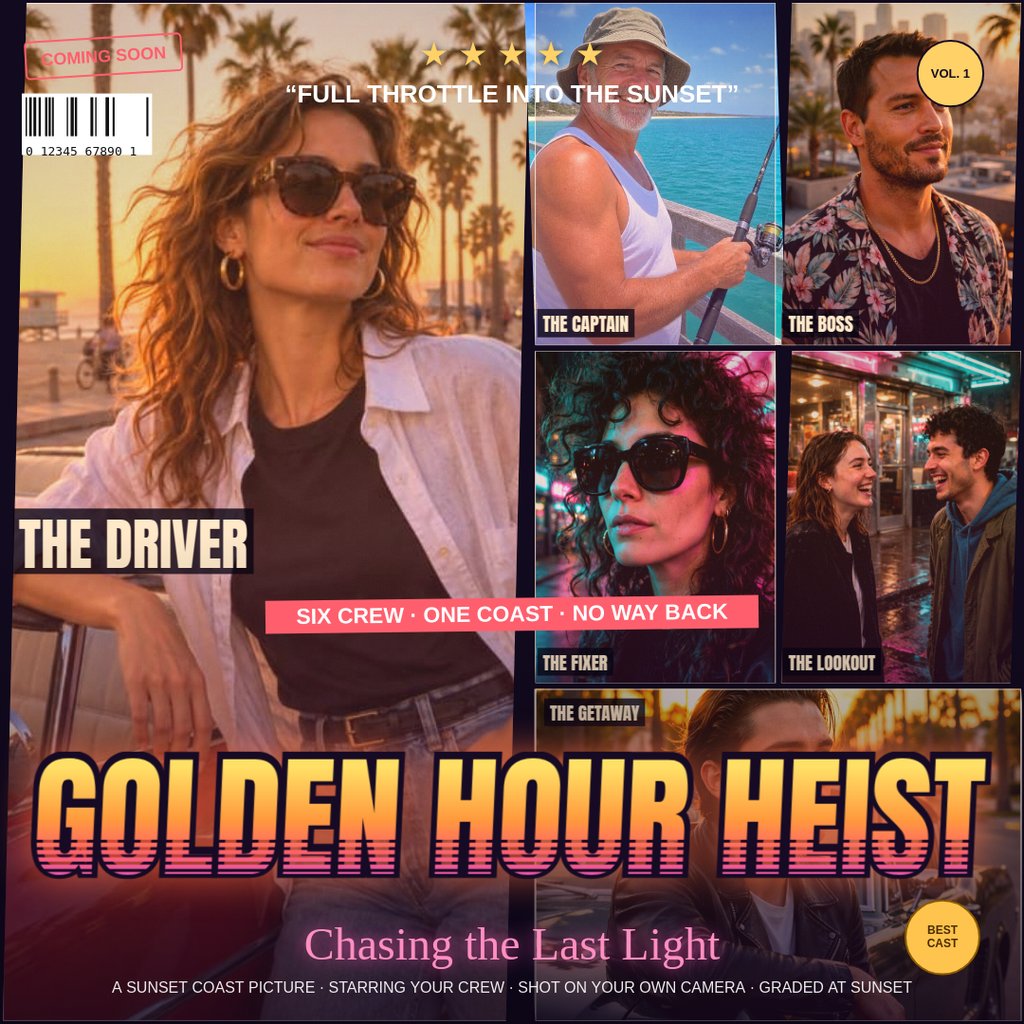 COMING SOON
0 12345 67890 1
★ ★ ★ ★ ★
“FULL THROTTLE INTO THE SUNSET”
VOL. 1
THE CAPTAIN
THE BOSS
THE DRIVER
SIX CREW · ONE COAST · NO WAY BACK
THE FIXER
THE LOOKOUT
THE GETAWAY
GOLDEN HOUR HEIST
Chasing the Last Light
BEST
CAST
A SUNSET COAST PICTURE · STARRING YOUR CREW · SHOT ON YOUR OWN CAMERA · GRADED AT SUNSET